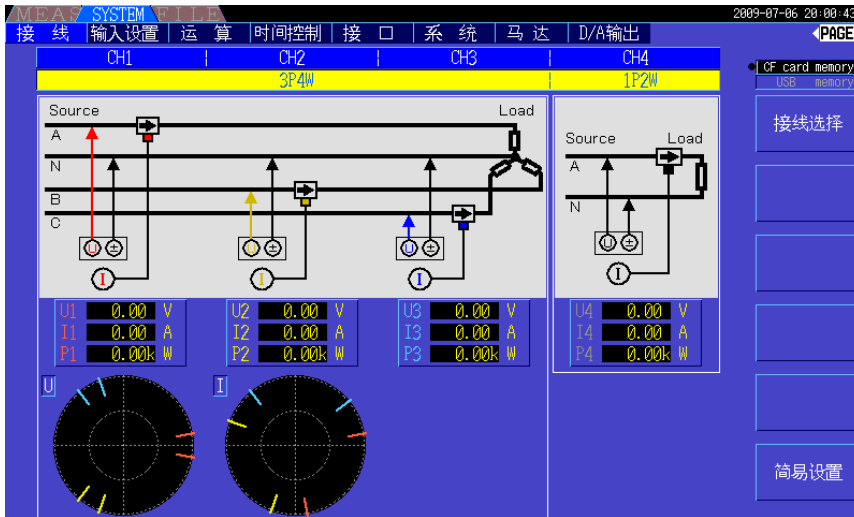 MEAS SYSTEM FILE 2009-07-06 20:00:43
接 线 输入设置 运 算 时间控制 接 口 系 统 马 达 D/A输出 PAGE
CH1 CH2 CH3 CH4
CF card memory
3P4W 1P2W
USB memory
Source Load
接线选择
A
Source Load
N
A
B
N
C
U ± U ± U ± U ±
I I I I
U1 0.00 V U2 0.00 V U3 0.00 V U4 0.00 V
I1 0.00 A I2 0.00 A I3 0.00 A I4 0.00 A
P1 0.00k W P2 0.00k W P3 0.00k W P4 0.00k W
U I
简易设置